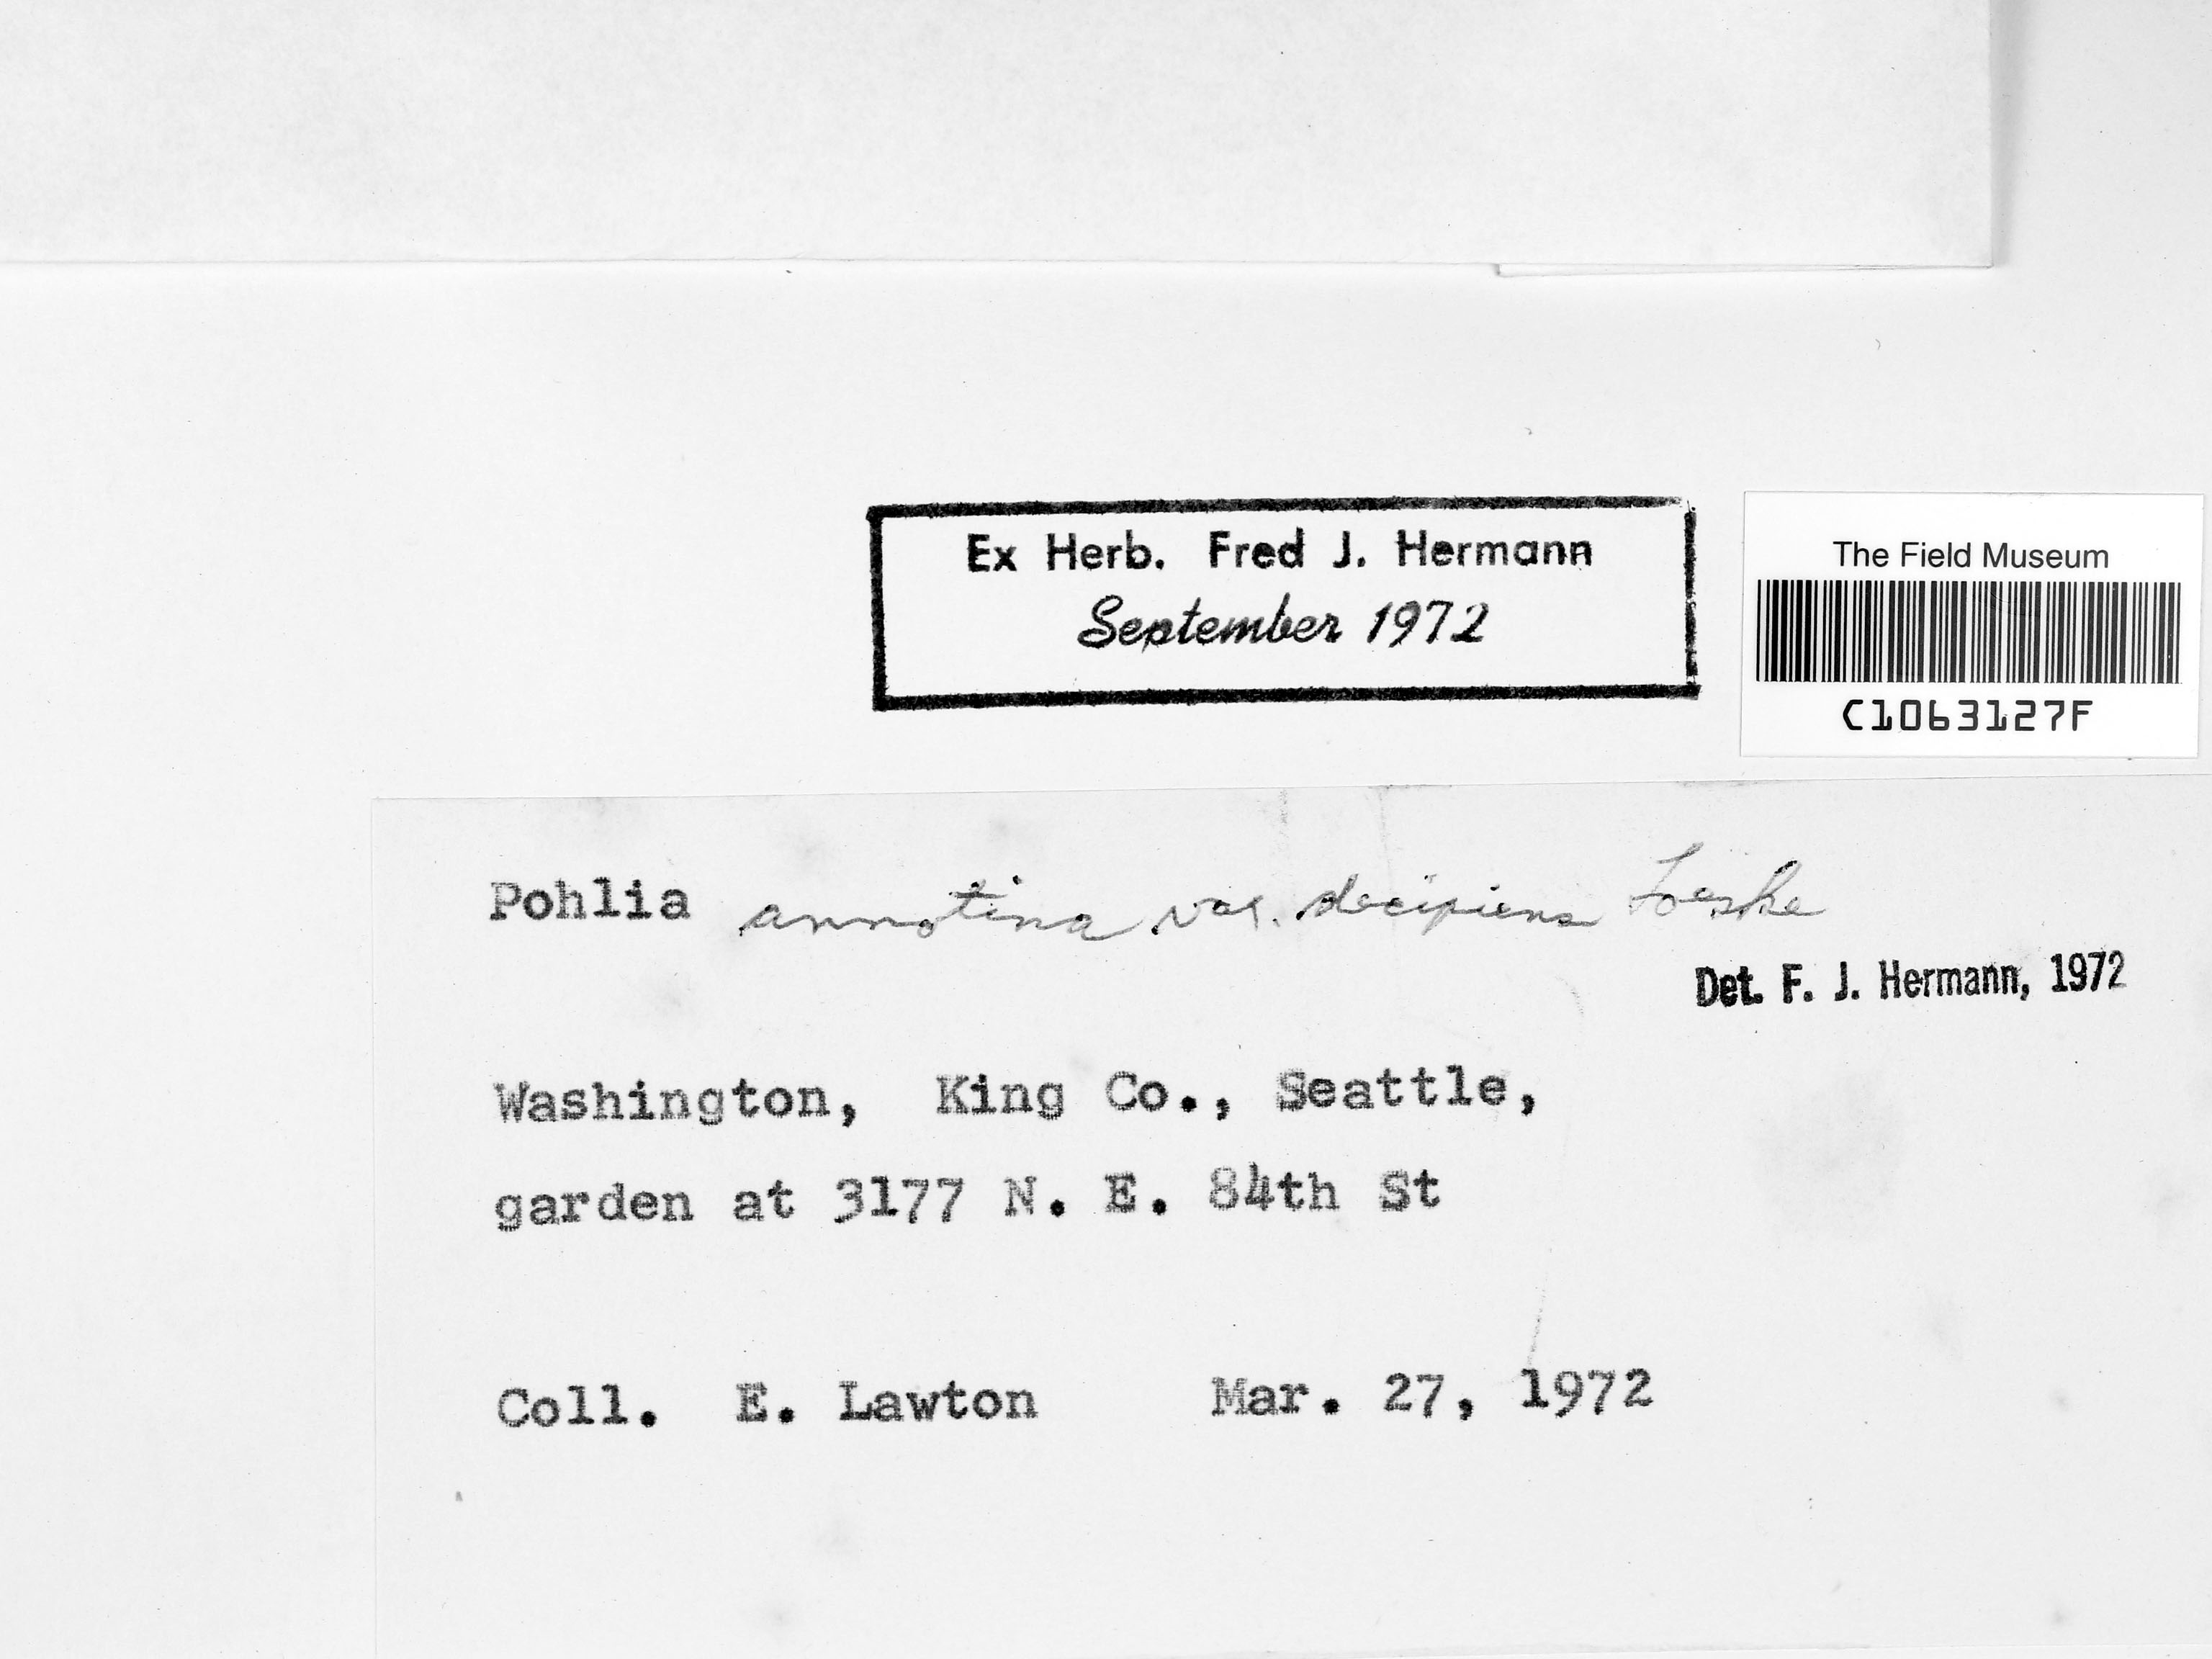 Ex Herb. Fred J. Hermann
September 1972
The Field Museum
C1063127F
Pohlia annotina var. decipiens Loeske
Det. F. J. Hermann, 1972
Washington, King Co., Seattle,
garden at 3177 N. E. 84th St
Coll. E. Lawton Mar. 27, 1972